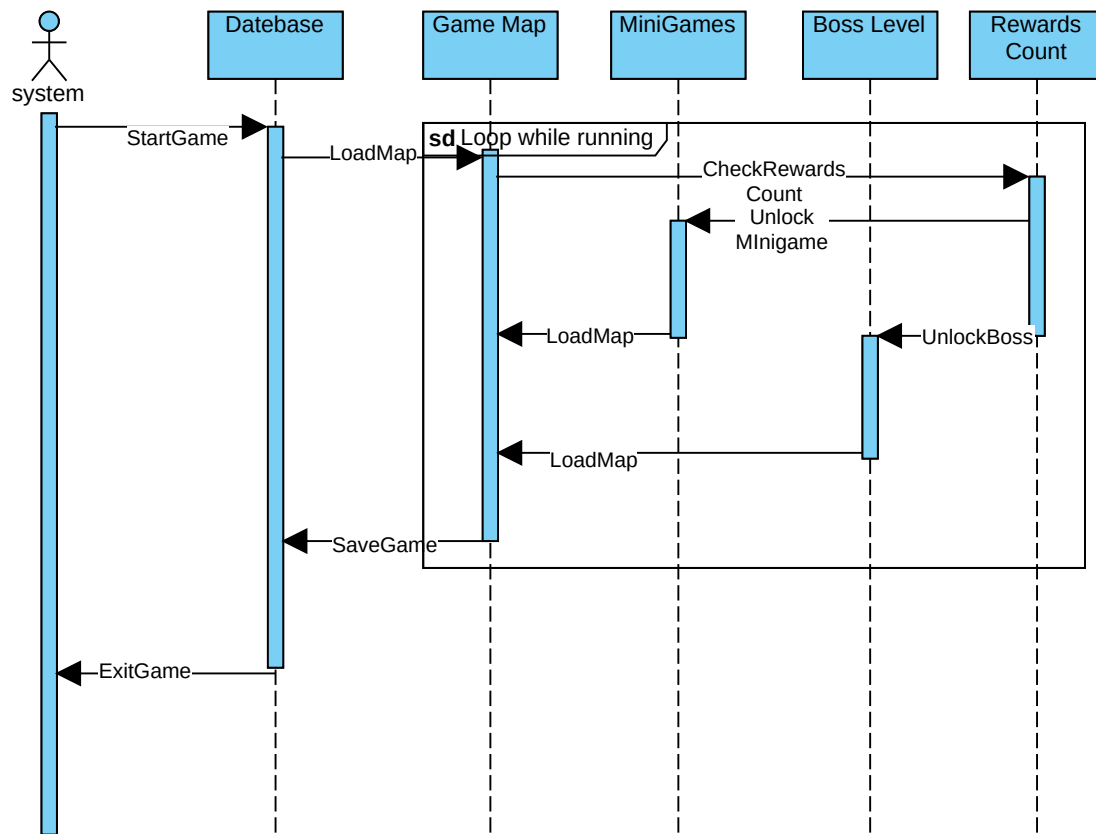 system
Datebase
Game Map
MiniGames
Boss Level
Rewards
Count
sd Loop while running
StartGame
LoadMap
CheckRewards
Count
Unlock
MInigame
LoadMap
UnlockBoss
LoadMap
SaveGame
ExitGame